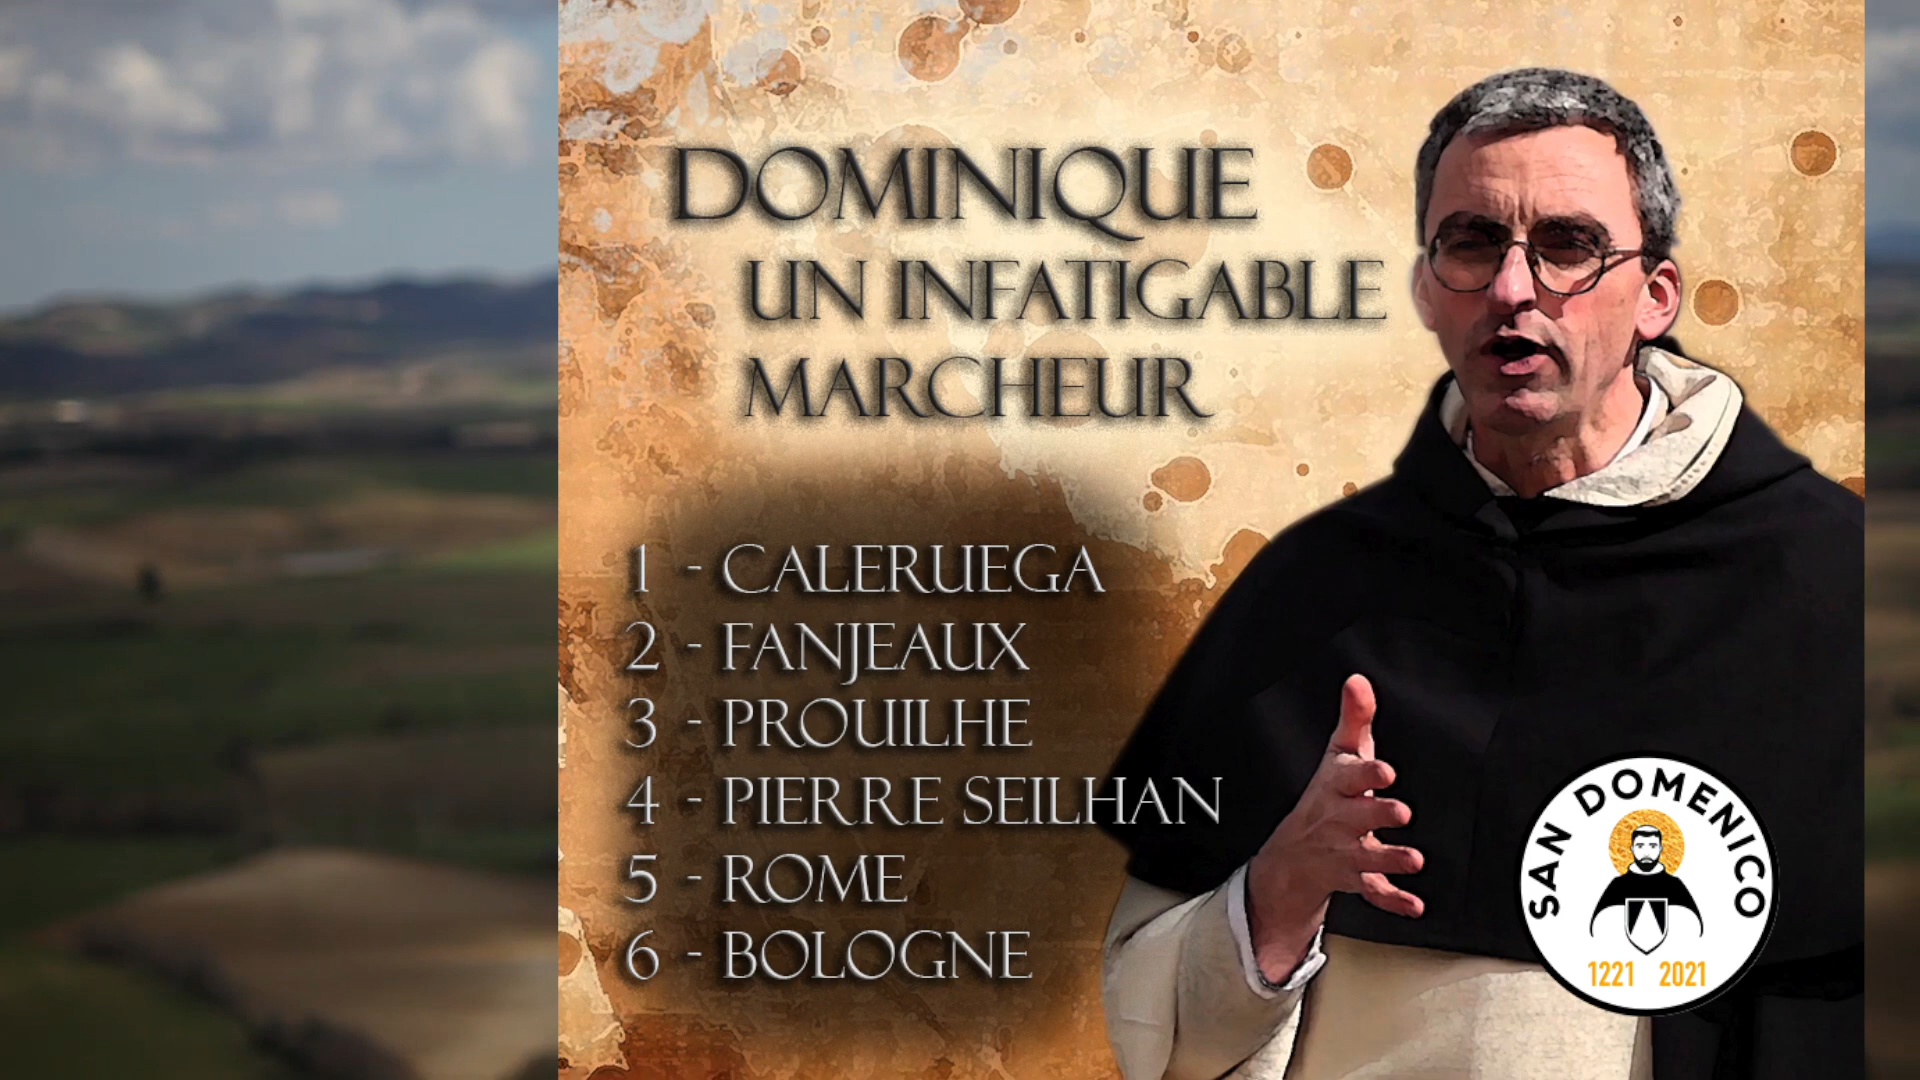 DOMINIQUE
UN INFATIGABLE
MARCHEUR
1 - CALERUEGA
2 - FANJEAUX
3 - PROUILHE
4 - PIERRE SEILHAN
5 - ROME
6 - BOLOGNE
SAN DOMENICO
1221 2021